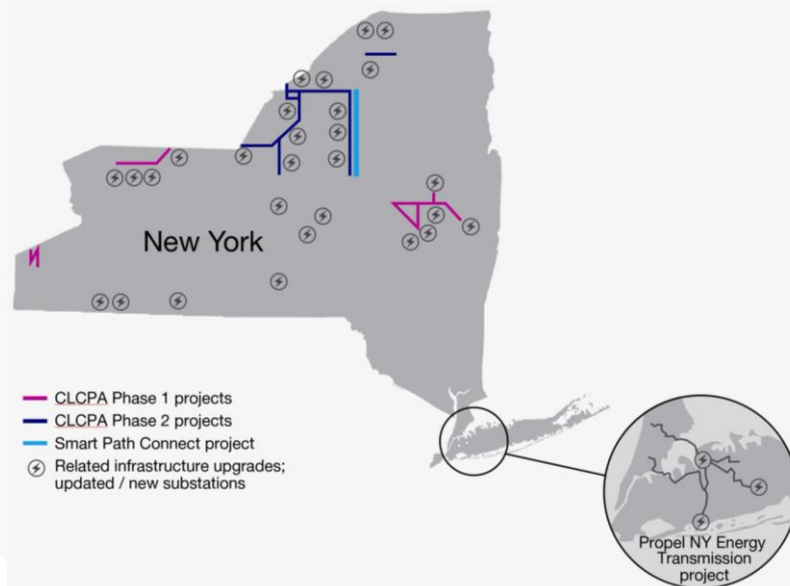 New York
CLCPA Phase 1 projects
CLCPA Phase 2 projects
Smart Path Connect project
Related infrastructure upgrades;
updated / new substations
Propel NY Energy
Transmission
project